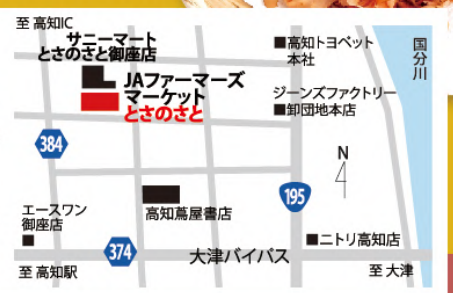 至 高知IC
サニーマート
とさのさと御座店
JAファーマーズ
マーケット
とさのさと
■高知トヨペット
本社
国分川
ジーンズファクトリー
■卸団地本店
384
N
195
高知蔦屋書店
エースワン
御座店
■
374
大津バイパス
■ニトリ高知店
至 高知駅
至 大津